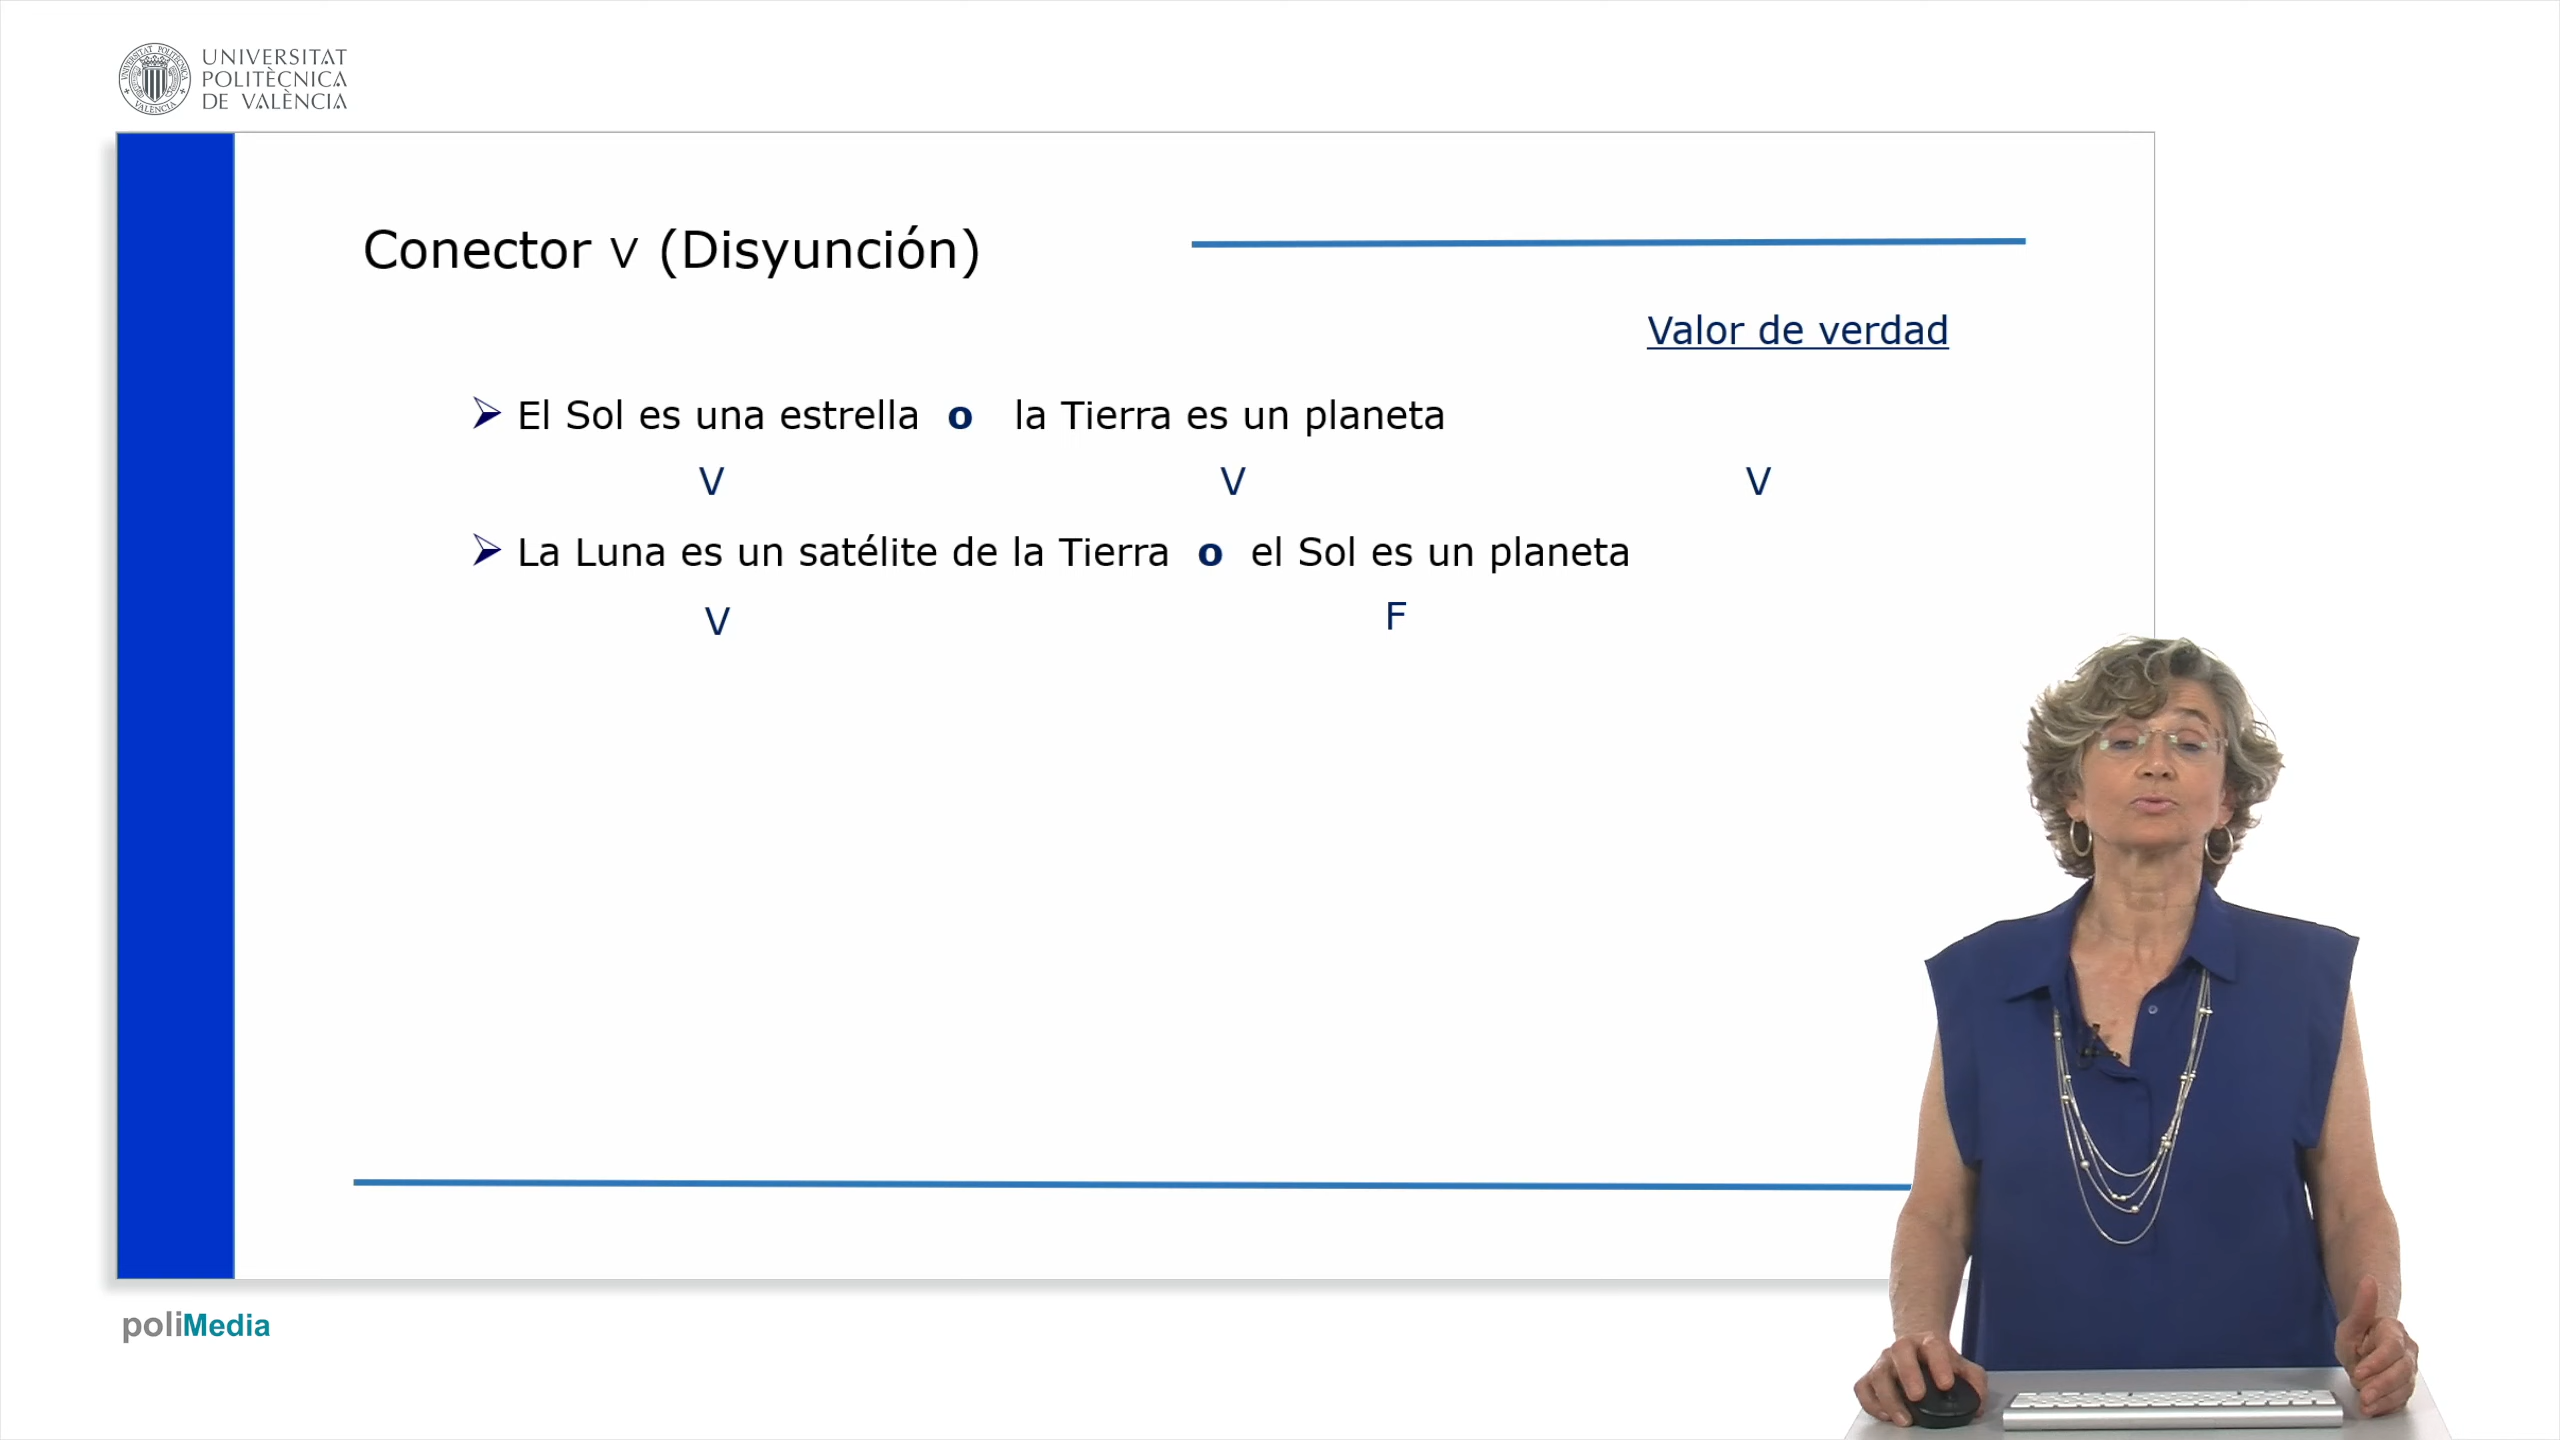 UNIVERSITAT
POLITÈCNICA
DE VALÈNCIA
Conector ∨ (Disyunción)
Valor de verdad
El Sol es una estrella o la Tierra es un planeta
V V V
La Luna es un satélite de la Tierra o el Sol es un planeta
V F
poliMedia